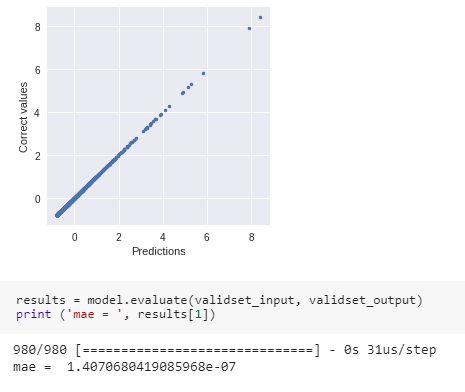 8
6
4
2
0
Correct values
0 2 4 6 8
Predictions
results = model.evaluate(validset_input, validset_output)
print ('mae = ', results[1])
980/980 [==============================] - 0s 31us/step
mae =  1.4070680419085968e-07